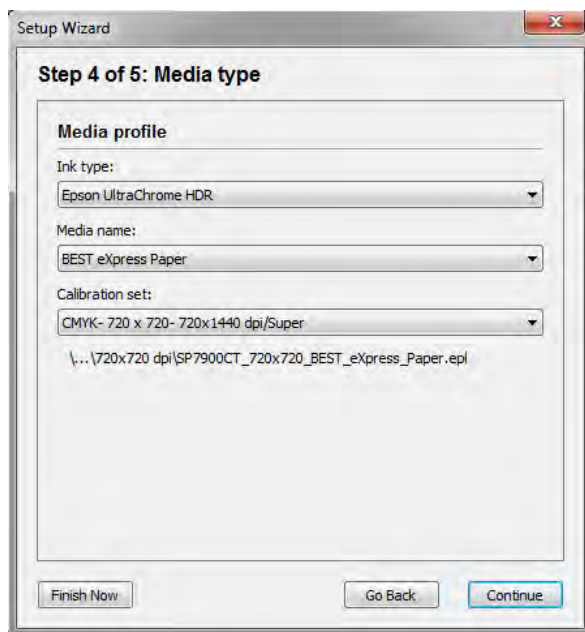 Setup Wizard
Step 4 of 5: Media type
Media profile
Ink type:
Epson UltraChrome HDR
Media name:
BEST eXpress Paper
Calibration set:
CMYK- 720 x 720- 720x1440 dpi/Super
\...\720x720 dpi\SP7900CT_720x720_BEST_eXpress_Paper.epl
Finish Now Go Back Continue